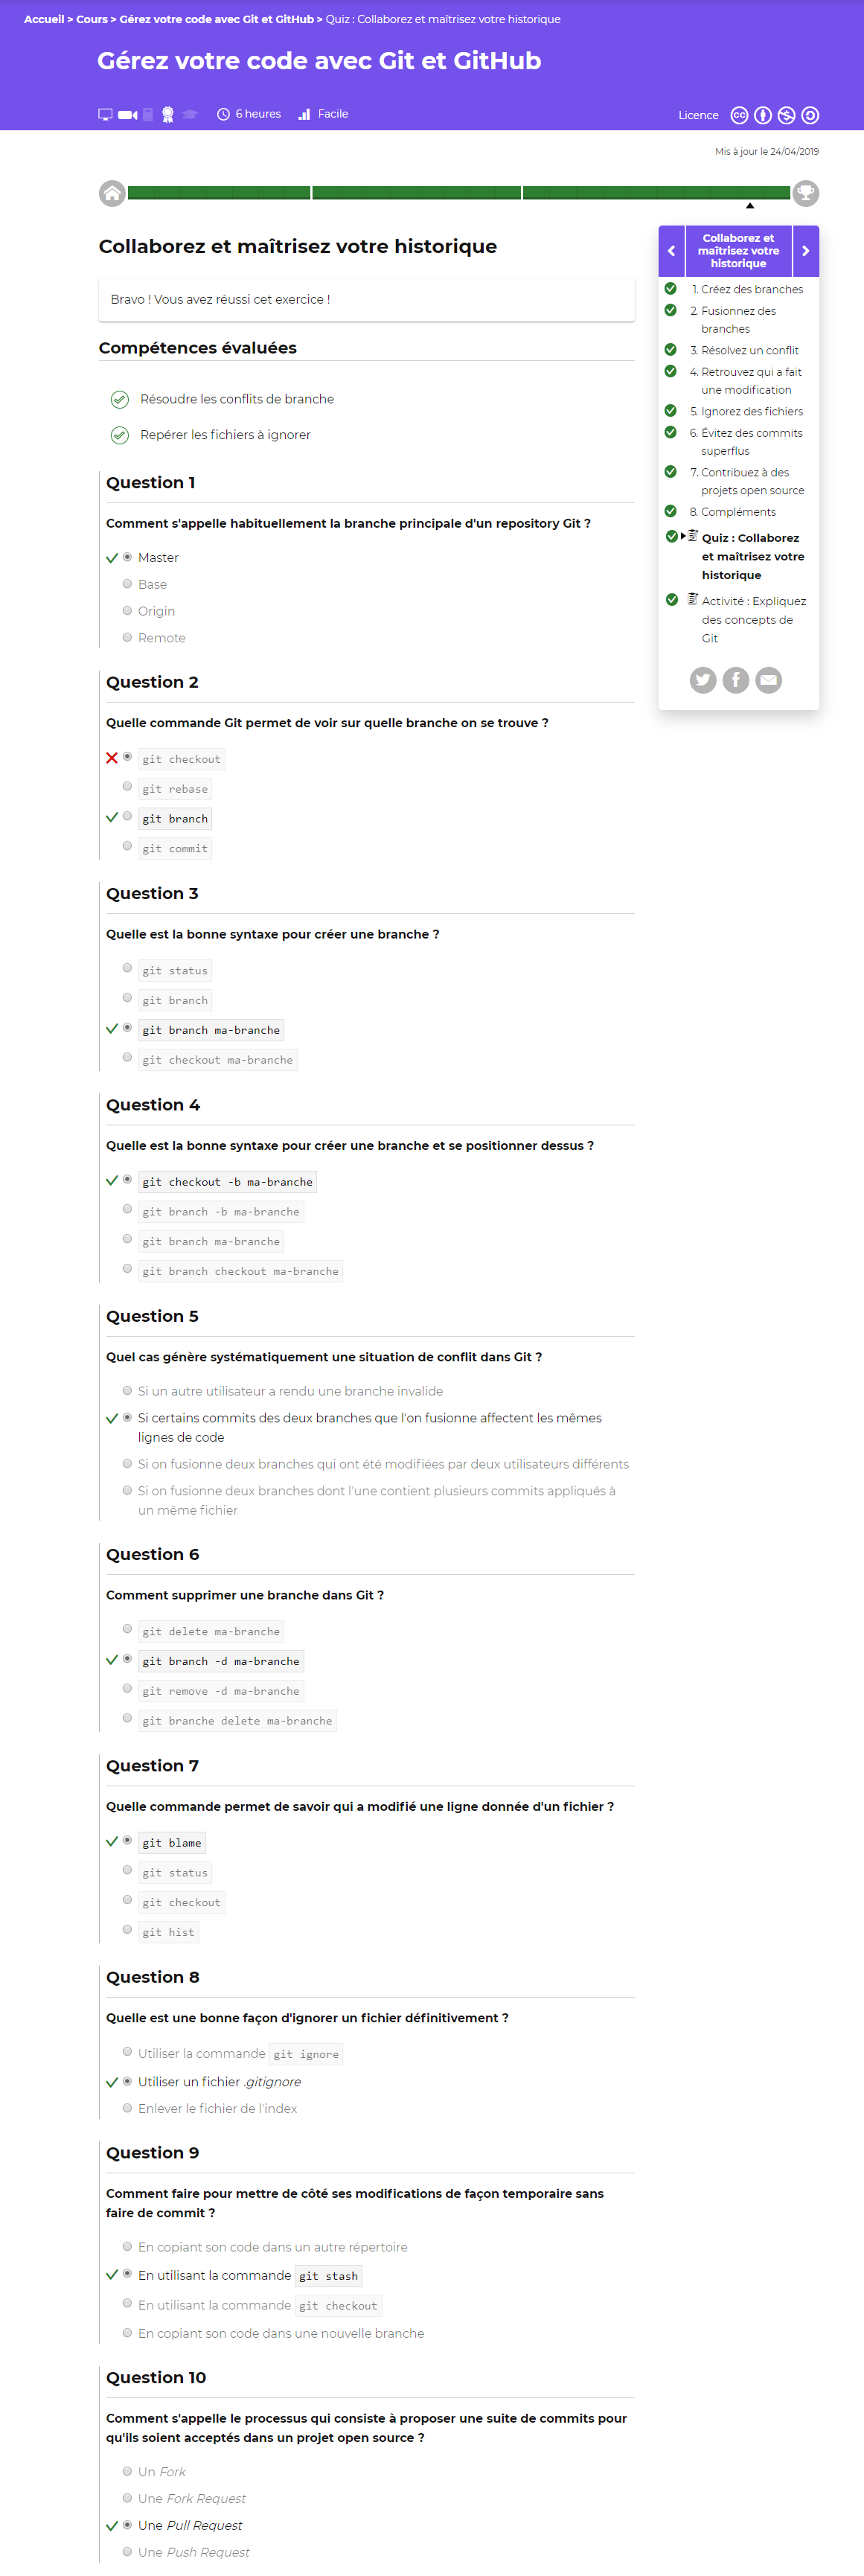 Accueil > Cours > Gérez votre code avec Git et GitHub > Quiz : Collaborez et maîtrisez votre historique
Gérez votre code avec Git et GitHub
6 heures
Facile
Licence
Mis à jour le 24/04/2019
Collaborez et maîtrisez votre historique
Bravo ! Vous avez réussi cet exercice !
Compétences évaluées
Résoudre les conflits de branche
Repérer les fichiers à ignorer
Question 1
Comment s'appelle habituellement la branche principale d'un repository Git ?
Master
Base
Origin
Remote
Question 2
Quelle commande Git permet de voir sur quelle branche on se trouve ?
git checkout
git rebase
git branch
git commit
Question 3
Quelle est la bonne syntaxe pour créer une branche ?
git status
git branch
git branch ma-branche
git checkout ma-branche
Question 4
Quelle est la bonne syntaxe pour créer une branche et se positionner dessus ?
git checkout -b ma-branche
git branch -b ma-branche
git branch ma-branche
git branch checkout ma-branche
Question 5
Quel cas génère systématiquement une situation de conflit dans Git ?
Si un autre utilisateur a rendu une branche invalide
Si certains commits des deux branches que l'on fusionne affectent les mêmes
lignes de code
Si on fusionne deux branches qui ont été modifiées par deux utilisateurs différents
Si on fusionne deux branches dont l'une contient plusieurs commits appliqués à
un même fichier
Question 6
Comment supprimer une branche dans Git ?
git delete ma-branche
git branch -d ma-branche
git remove -d ma-branche
git branche delete ma-branche
Question 7
Quelle commande permet de savoir qui a modifié une ligne donnée d'un fichier ?
git blame
git status
git checkout
git hist
Question 8
Quelle est une bonne façon d'ignorer un fichier définitivement ?
Utiliser la commande git ignore
Utiliser un fichier .gitignore
Enlever le fichier de l'index
Question 9
Comment faire pour mettre de côté ses modifications de façon temporaire sans
faire de commit ?
En copiant son code dans un autre répertoire
En utilisant la commande git stash
En utilisant la commande git checkout
En copiant son code dans une nouvelle branche
Question 10
Comment s'appelle le processus qui consiste à proposer une suite de commits pour
qu'ils soient acceptés dans un projet open source ?
Un Fork
Une Fork Request
Une Pull Request
Une Push Request
Collaborez et
maîtrisez votre
historique
1. Créez des branches
2. Fusionnez des
branches
3. Résolvez un conflit
4. Retrouvez qui a fait
une modification
5. Ignorez des fichiers
6. Évitez des commits
superflus
7. Contribuez à des
projets open source
8. Compléments
Quiz : Collaborez
et maîtrisez votre
historique
Activité : Expliquez
des concepts de
Git